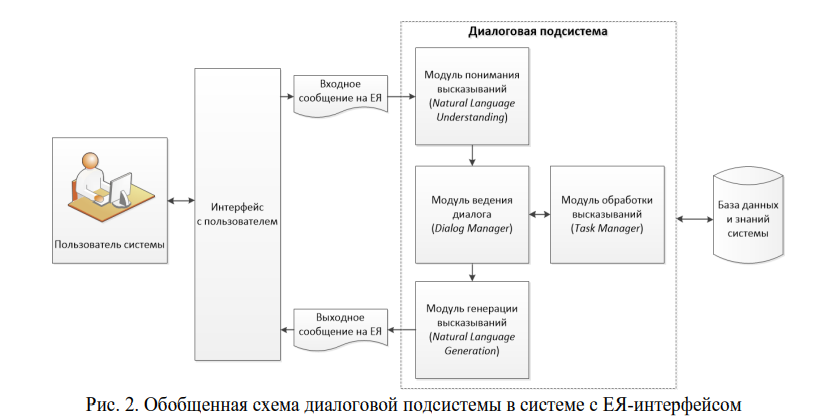 Диалоговая подсистема
Входное
сообщение на ЕЯ
Модуль понимания
высказываний
(Natural Language
Understanding)
Пользователь системы
Интерфейс
с пользователем
Модуль ведения
диалога
(Dialog Manager)
Модуль обработки
высказываний
(Task Manager)
База данных
и знаний
системы
Выходное
сообщение на ЕЯ
Модуль генерации
высказываний
(Natural Language
Generation)
Рис. 2. Обобщенная схема диалоговой подсистемы в системе с ЕЯ-интерфейсом